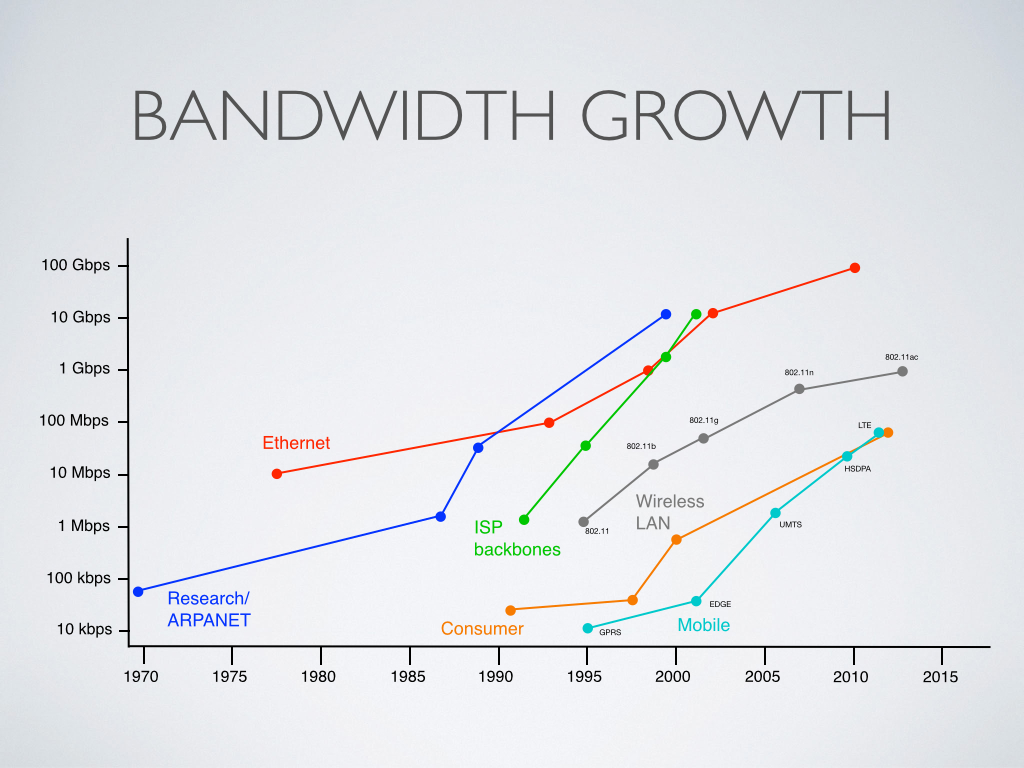 BANDWIDTH GROWTH
100 Gbps
10 Gbps
1 Gbps
100 Mbps
10 Mbps
1 Mbps
100 kbps
10 kbps
Ethernet
Research/
ARPANET
ISP
backbones
Consumer
Wireless
LAN
Mobile
802.11
802.11b
802.11g
802.11n
802.11ac
GPRS
EDGE
UMTS
HSDPA
LTE
1970
1975
1980
1985
1990
1995
2000
2005
2010
2015